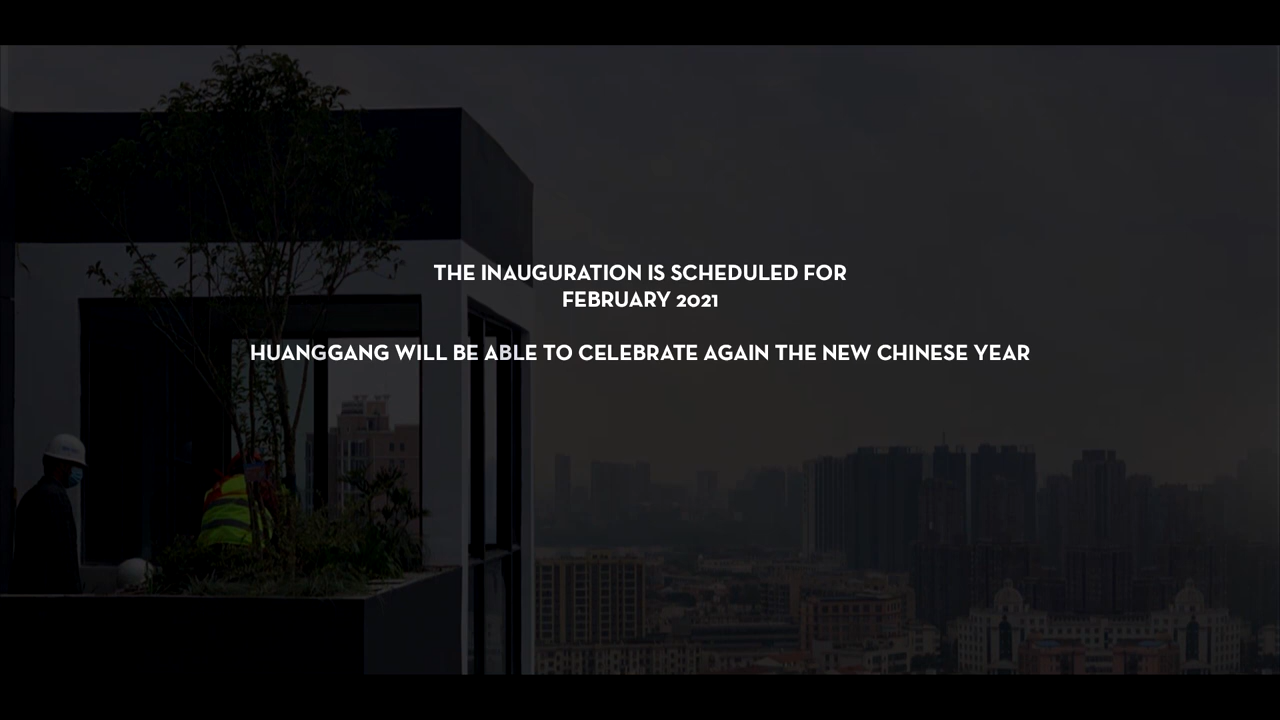 THE INAUGURATION IS SCHEDULED FOR
FEBRUARY 2021
HUANGGANG WILL BE ABLE TO CELEBRATE AGAIN THE NEW CHINESE YEAR